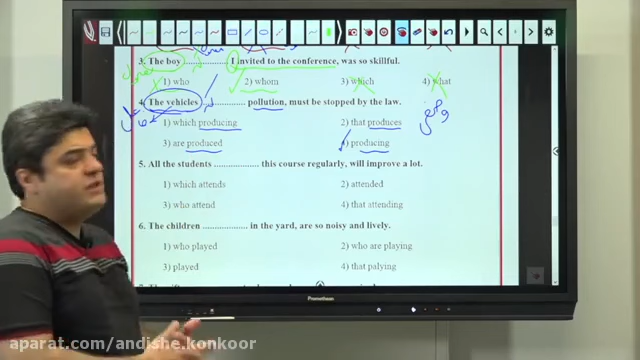 3. The boy .............. I invited to the conference, was so skillful.
1) who 2) whom 3) which 4) what
4. The vehicles .............. pollution, must be stopped by the law.
1) which producing 2) that produces
3) are produced 4) producing
5. All the students .............. this course regularly, will improve a lot.
1) which attends 2) attended
3) who attend 4) that attending
6. The children .............. in the yard, are so noisy and lively.
1) who played 2) who are playing
3) played 4) that palying
Promethean
aparat.com/andishe.konkoor